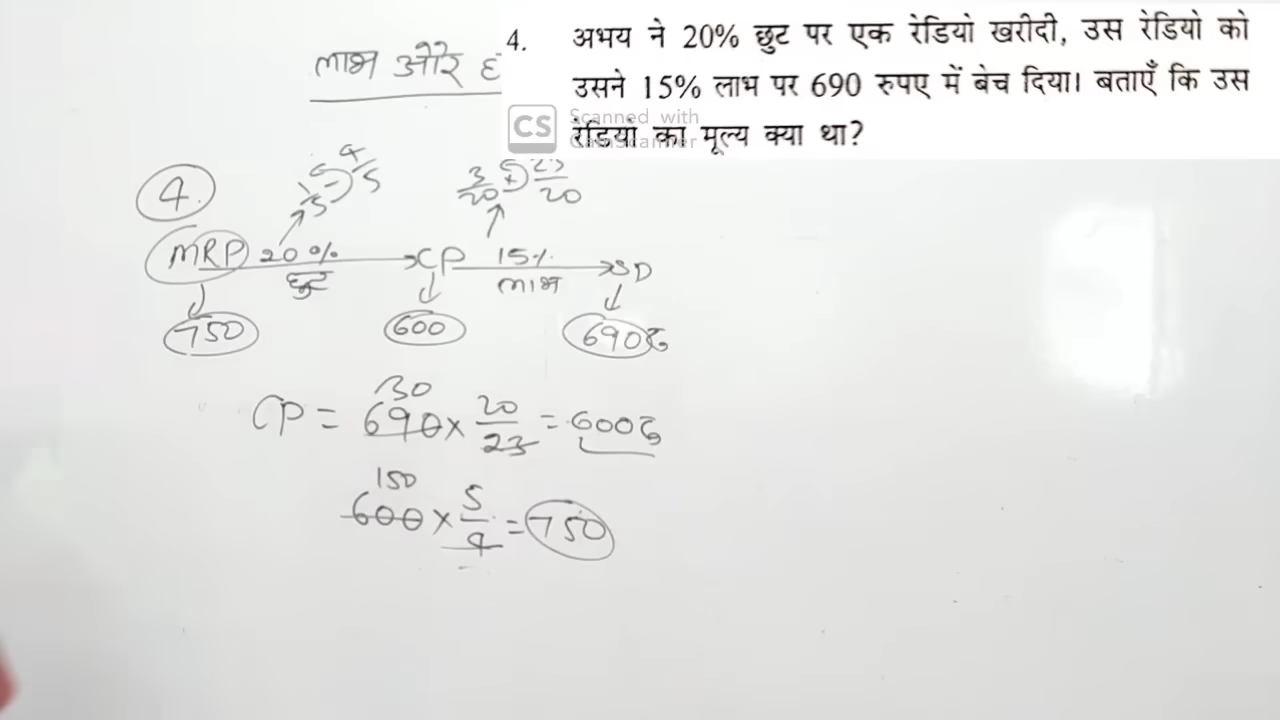 लाभ और ह
4. अभय ने 20% छुट पर एक रेडियो खरीदी, उस रेडियो को
उसने 15% लाभ पर 690 रुपए में बेच दिया। बताएँ कि उस
रेडियो का मूल्य क्या था?
CS Scanned with
CamScanner
4/5
3/20 23/20
4.
MRP 20% छुट CP 15% लाभ SP
750 600 690₹
CP = 690 × 20/23 = 600₹
30
150
600 × 5/4 = 750